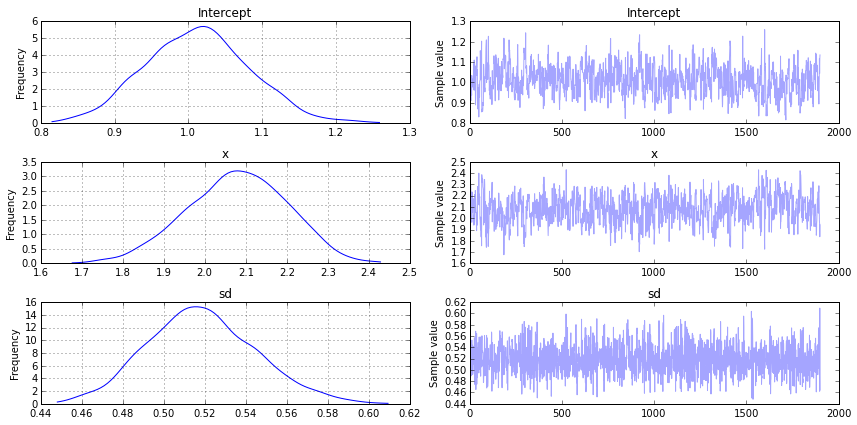 Intercept
Frequency
6
5
4
3
2
1
0
0.8 0.9 1.0 1.1 1.2 1.3
Intercept
Sample value
1.3
1.2
1.1
1.0
0.9
0.8
0 500 1000 1500 2000
x
Frequency
3.5
3.0
2.5
2.0
1.5
1.0
0.5
0.0
1.6 1.7 1.8 1.9 2.0 2.1 2.2 2.3 2.4 2.5
x
Sample value
2.5
2.4
2.3
2.2
2.1
2.0
1.9
1.8
1.7
1.6
0 500 1000 1500 2000
sd
Frequency
16
14
12
10
8
6
4
2
0
0.44 0.46 0.48 0.50 0.52 0.54 0.56 0.58 0.60 0.62
sd
Sample value
0.62
0.60
0.58
0.56
0.54
0.52
0.50
0.48
0.46
0.44
0 500 1000 1500 2000